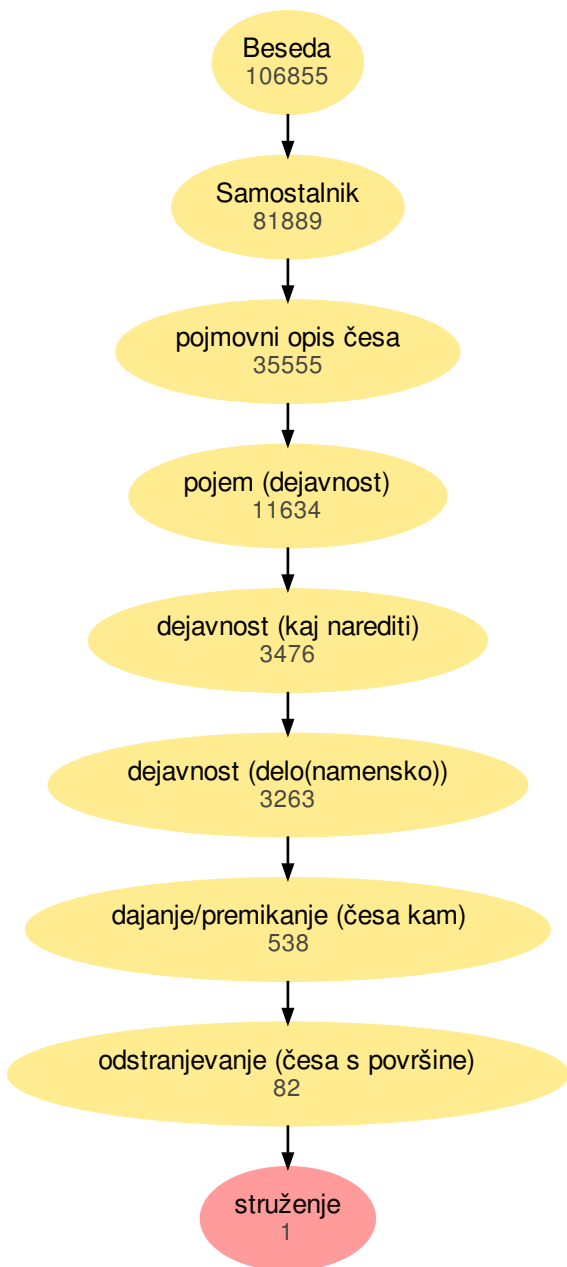 Beseda
106855
Samostalnik
81889
pojmovni opis česa
35555
pojem (dejavnost)
11634
dejavnost (kaj narediti)
3476
dejavnost (delo(namensko))
3263
dajanje/premikanje (česa kam)
538
odstranjevanje (česa s površine)
82
struženje
1